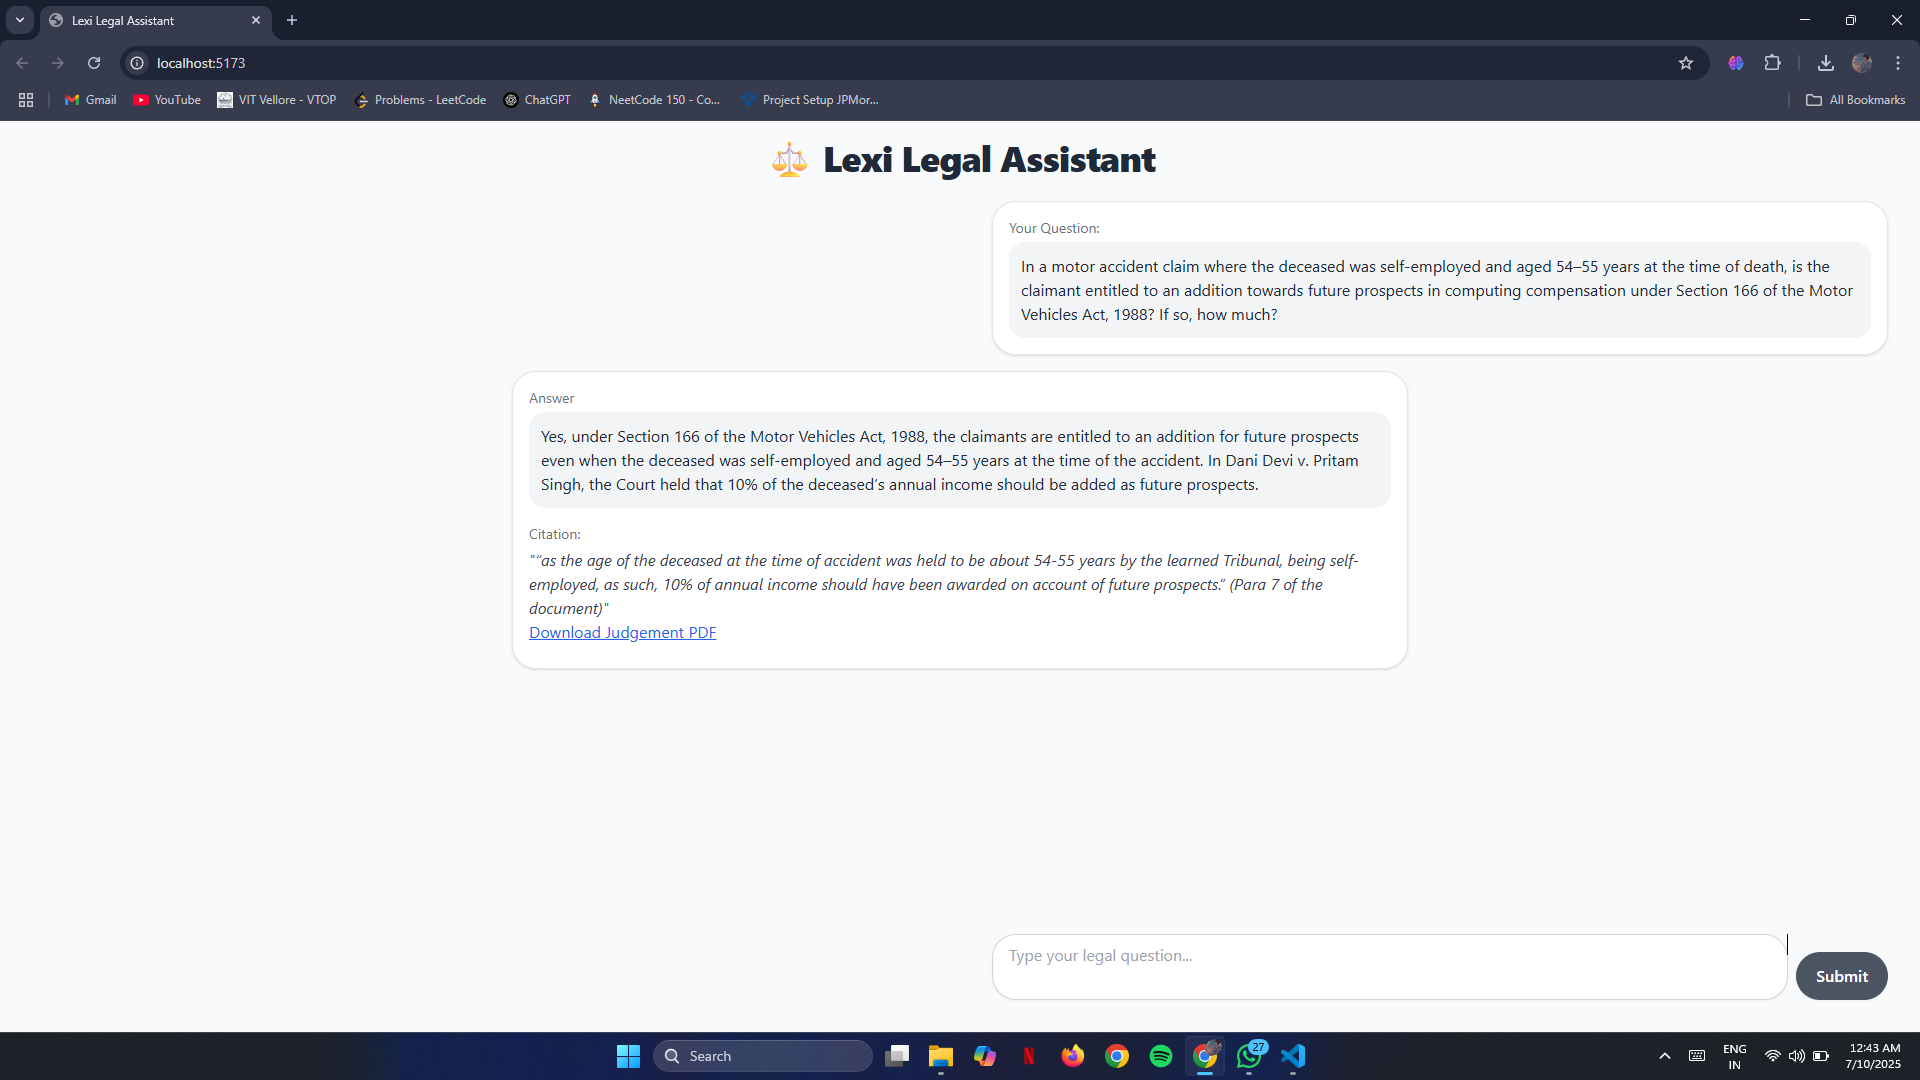 Lexi Legal Assistant
localhost:5173
Gmail
YouTube
VIT Vellore - VTOP
Problems - LeetCode
ChatGPT
NeetCode 150 - Co...
Project Setup JPMor...
All Bookmarks
Lexi Legal Assistant
Your Question:
In a motor accident claim where the deceased was self-employed and aged 54–55 years at the time of death, is the
claimant entitled to an addition towards future prospects in computing compensation under Section 166 of the Motor
Vehicles Act, 1988? If so, how much?
Answer
Yes, under Section 166 of the Motor Vehicles Act, 1988, the claimants are entitled to an addition for future prospects
even when the deceased was self-employed and aged 54–55 years at the time of the accident. In Dani Devi v. Pritam
Singh, the Court held that 10% of the deceased’s annual income should be added as future prospects.
Citation:
"“as the age of the deceased at the time of accident was held to be about 54-55 years by the learned Tribunal, being self-
employed, as such, 10% of annual income should have been awarded on account of future prospects.” (Para 7 of the
document)"
Download Judgement PDF
Type your legal question...
Submit
Search
27
ENG
IN
12:43 AM
7/10/2025